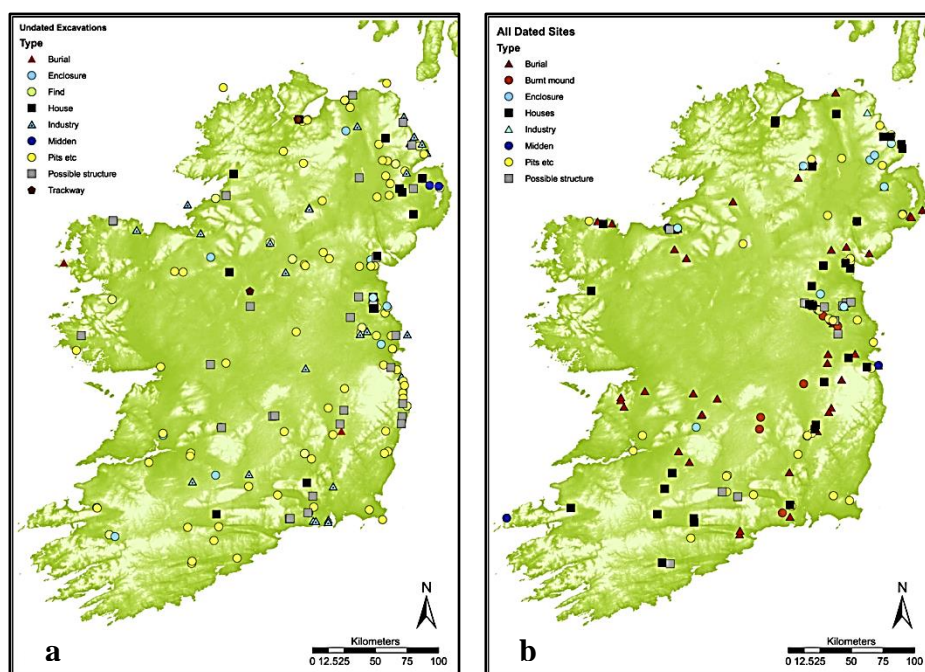 Undated Excavations
Type
Burial
Enclosure
Find
House
Industry
Midden
Pits etc
Possible structure
Trackway
N
Kilometers
0 12.525 50 75 100
a
All Dated Sites
Type
Burial
Burnt mound
Enclosure
Houses
Industry
Midden
Pits etc
Possible structure
N
Kilometers
0 12.525 50 75 100
b